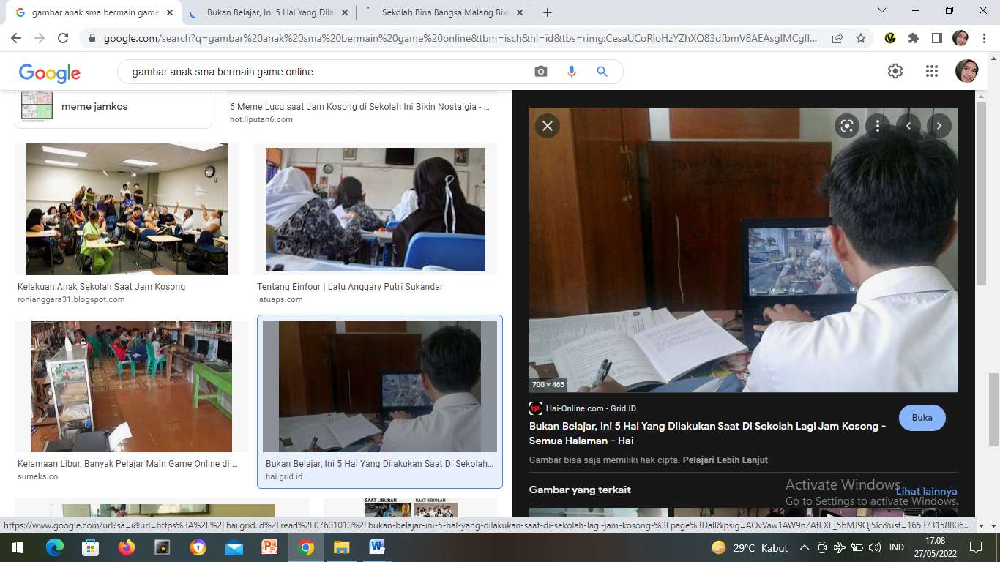 gambar anak sma bermain game
Bukan Belajar, Ini 5 Hal Yang Dila
Sekolah Bina Bangsa Malang Biki
google.com/search?q=gambar%20anak%20sma%20bermain%20game%20online&tbm=isch&hl=id&tbs=rimg:CesaUCoRIoHzYZhXQ83dfbmV8AEAsgIMCgII...
Google
gambar anak sma bermain game online
meme jamkos
6 Meme Lucu saat Jam Kosong di Sekolah Ini Bikin Nostalgia - ...
hot.liputan6.com
Kelakuan Anak Sekolah Saat Jam Kosong
ronianggara31.blogspot.com
Tentang Einfour | Latu Anggary Putri Sukandar
latuaps.com
Kelamaan Libur, Banyak Pelajar Main Game Online di ...
sumeks.co
Bukan Belajar, Ini 5 Hal Yang Dilakukan Saat Di Sekolah...
hai.grid.id
SAAT LIBURAN
SAAT SEKOLAH
700 × 465
hai
Hai-Online.com - Grid.ID
Bukan Belajar, Ini 5 Hal Yang Dilakukan Saat Di Sekolah Lagi Jam Kosong -
Semua Halaman - Hai
Buka
Gambar bisa saja memiliki hak cipta. Pelajari Lebih Lanjut
Gambar yang terkait
Lihat lainnya
Activate Windows
Go to Settings to activate Windows.
https://www.google.com/url?sa=i&url=https%3A%2F%2Fhai.grid.id%2Fread%2F07601010%2Fbukan-belajar-ini-5-hal-yang-dilakukan-saat-di-sekolah-lagi-jam-kosong-%3Fpage%3Dall&psig=AOvVaw1AW9nZAfEXE_5bMJ9Qj5Ic&ust=165373158806...
29°C Kabut
IND
17.08
27/05/2022